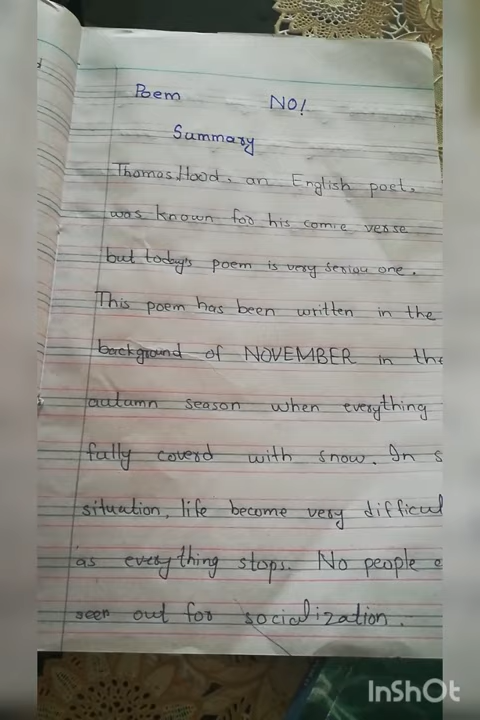 Poem NO!
Summary
Thomas Hood, an English poet,
was known for his comic verse
but today's poem is very seriou one.
This poem has been written in the
background of NOVEMBER in the
autumn season when everything
fully coverd with snow. In s
situation, life become very difficul
as everything stops. No people a
seen out for socialization.
InShOt